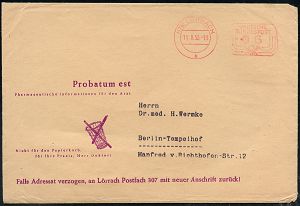 LÖRRACH
Probatum est
Pharmazeutische Informationen für den Arzt
Herrn
Dr.med. H. Wermke
Berlin-Tempelhof
Manfred v.Richthofen-Str.12
Nicht für den Papierkorb,
für Ihre Praxis, Herr Doktor!
Falls Adressat verzogen, an Lörrach Postfach 307 mit neuer Anschrift zurück!